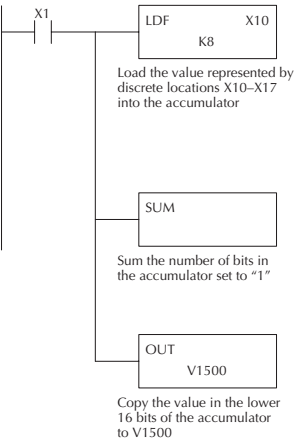 X1
LDF X10
K8
Load the value represented by
discrete locations X10–X17
into the accumulator
SUM
Sum the number of bits in
the accumulator set to “1”
OUT
V1500
Copy the value in the lower
16 bits of the accumulator
to V1500